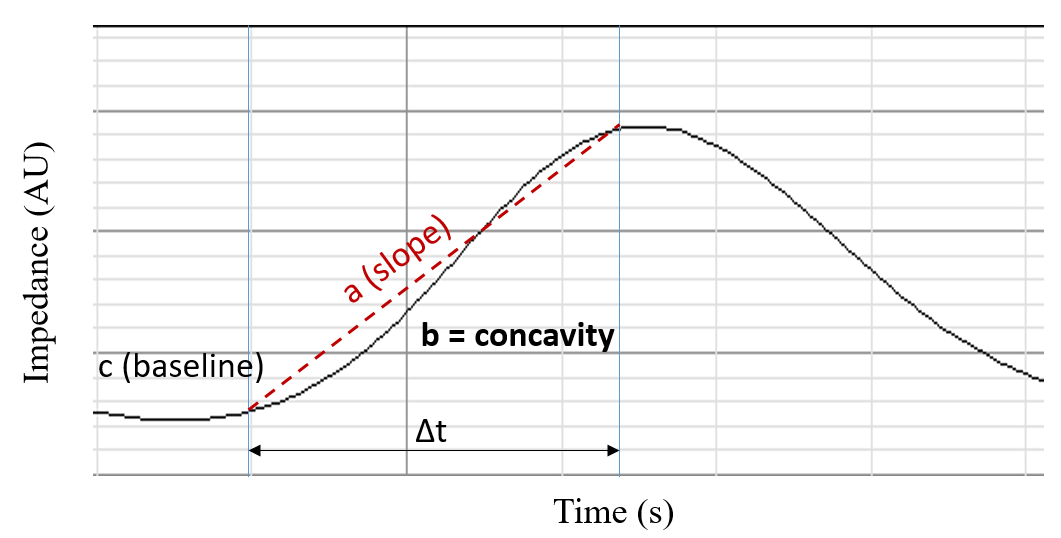 Impedance (AU)
a (slope)
b = concavity
c (baseline)
Δt
Time (s)